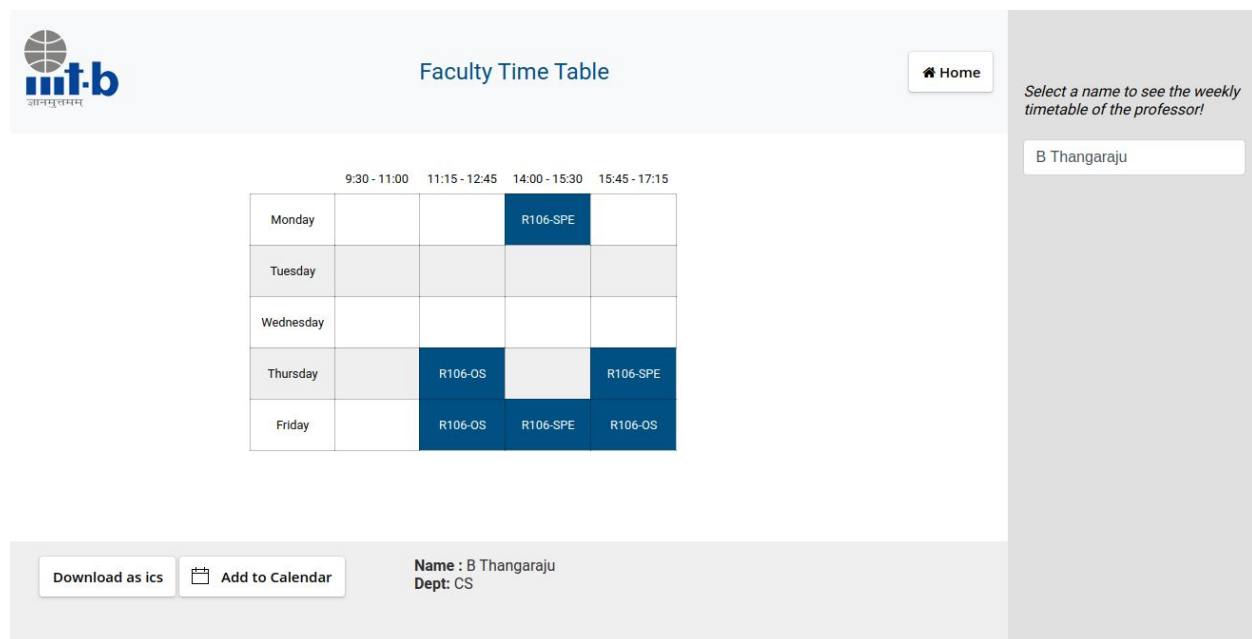 iiit-b
ज्ञानमुत्तमम्
Faculty Time Table
Home
Select a name to see the weekly
timetable of the professor!
B Thangaraju
9:30 - 11:00 11:15 - 12:45 14:00 - 15:30 15:45 - 17:15
Monday R106-SPE
Tuesday
Wednesday
Thursday R106-OS R106-SPE
Friday R106-OS R106-SPE R106-OS
Download as ics Add to Calendar
Name : B Thangaraju
Dept: CS